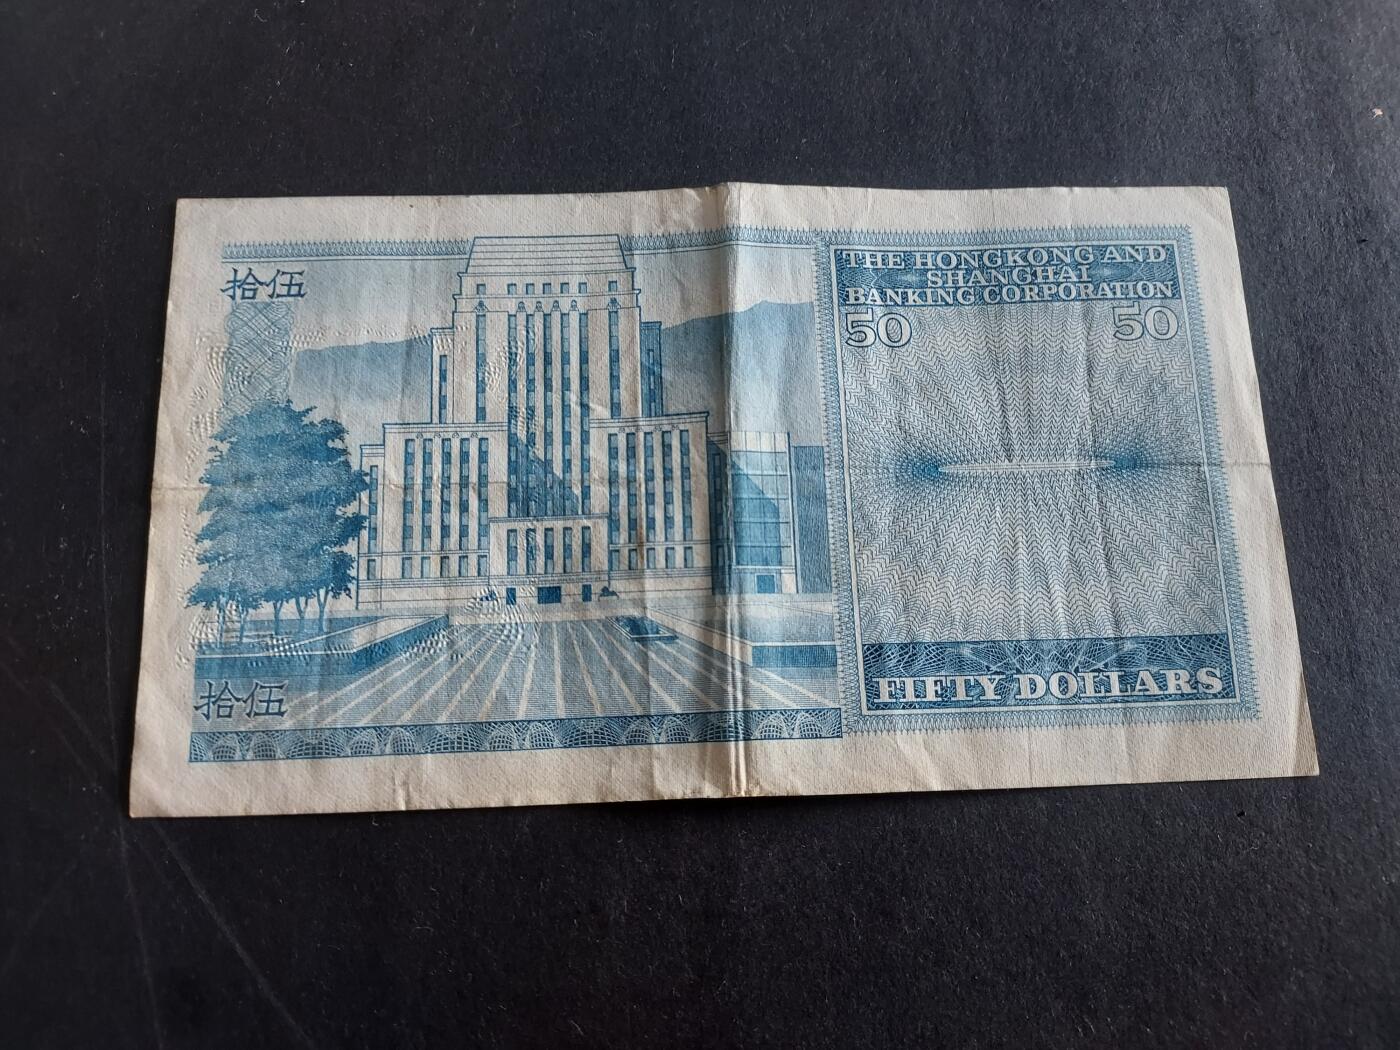 拾伍
THE HONGKONG AND
SHANGHAI
BANKING CORPORATION
50
50
拾伍
FIFTY DOLLARS